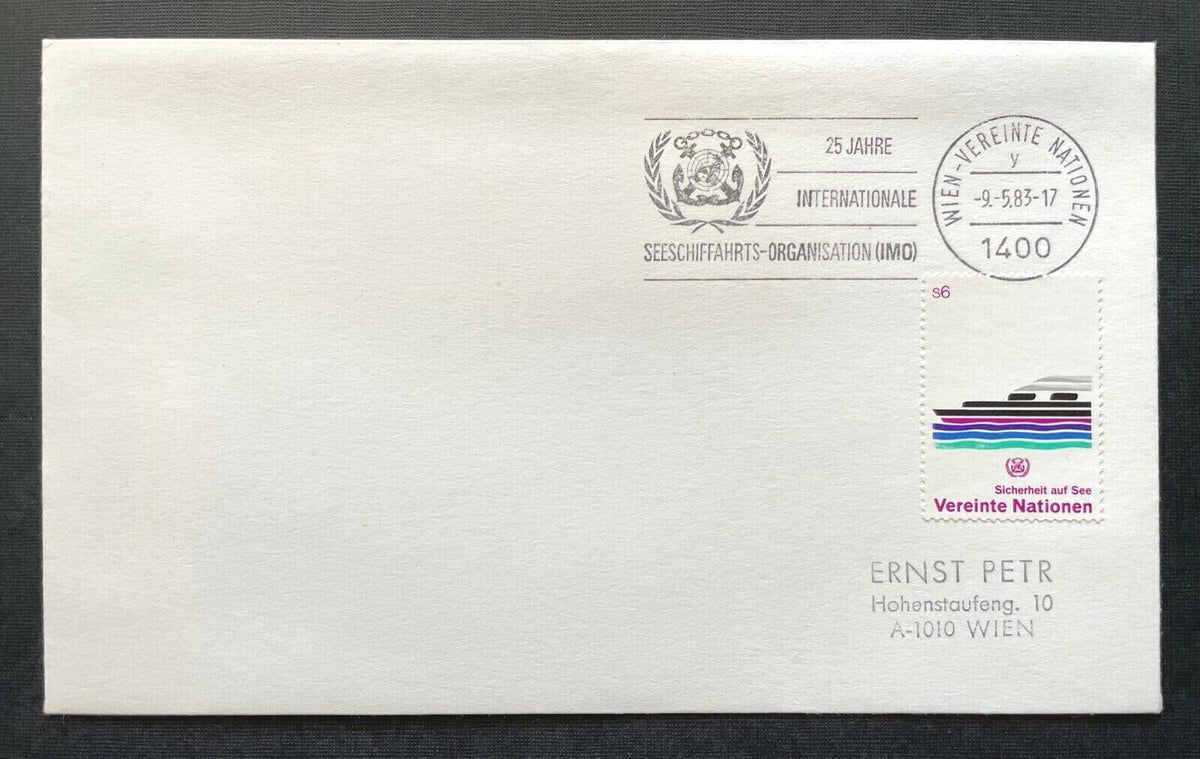 25 JAHRE
INTERNATIONALE
SEESCHIFFAHRTS-ORGANISATION (IMO)
WIEN-VEREINTE NATIONEN
y
-9.-5.83-17
1400
s6
Sicherheit auf See
Vereinte Nationen
ERNST PETR
Hohenstaufeng. 10
A-1010 WIEN